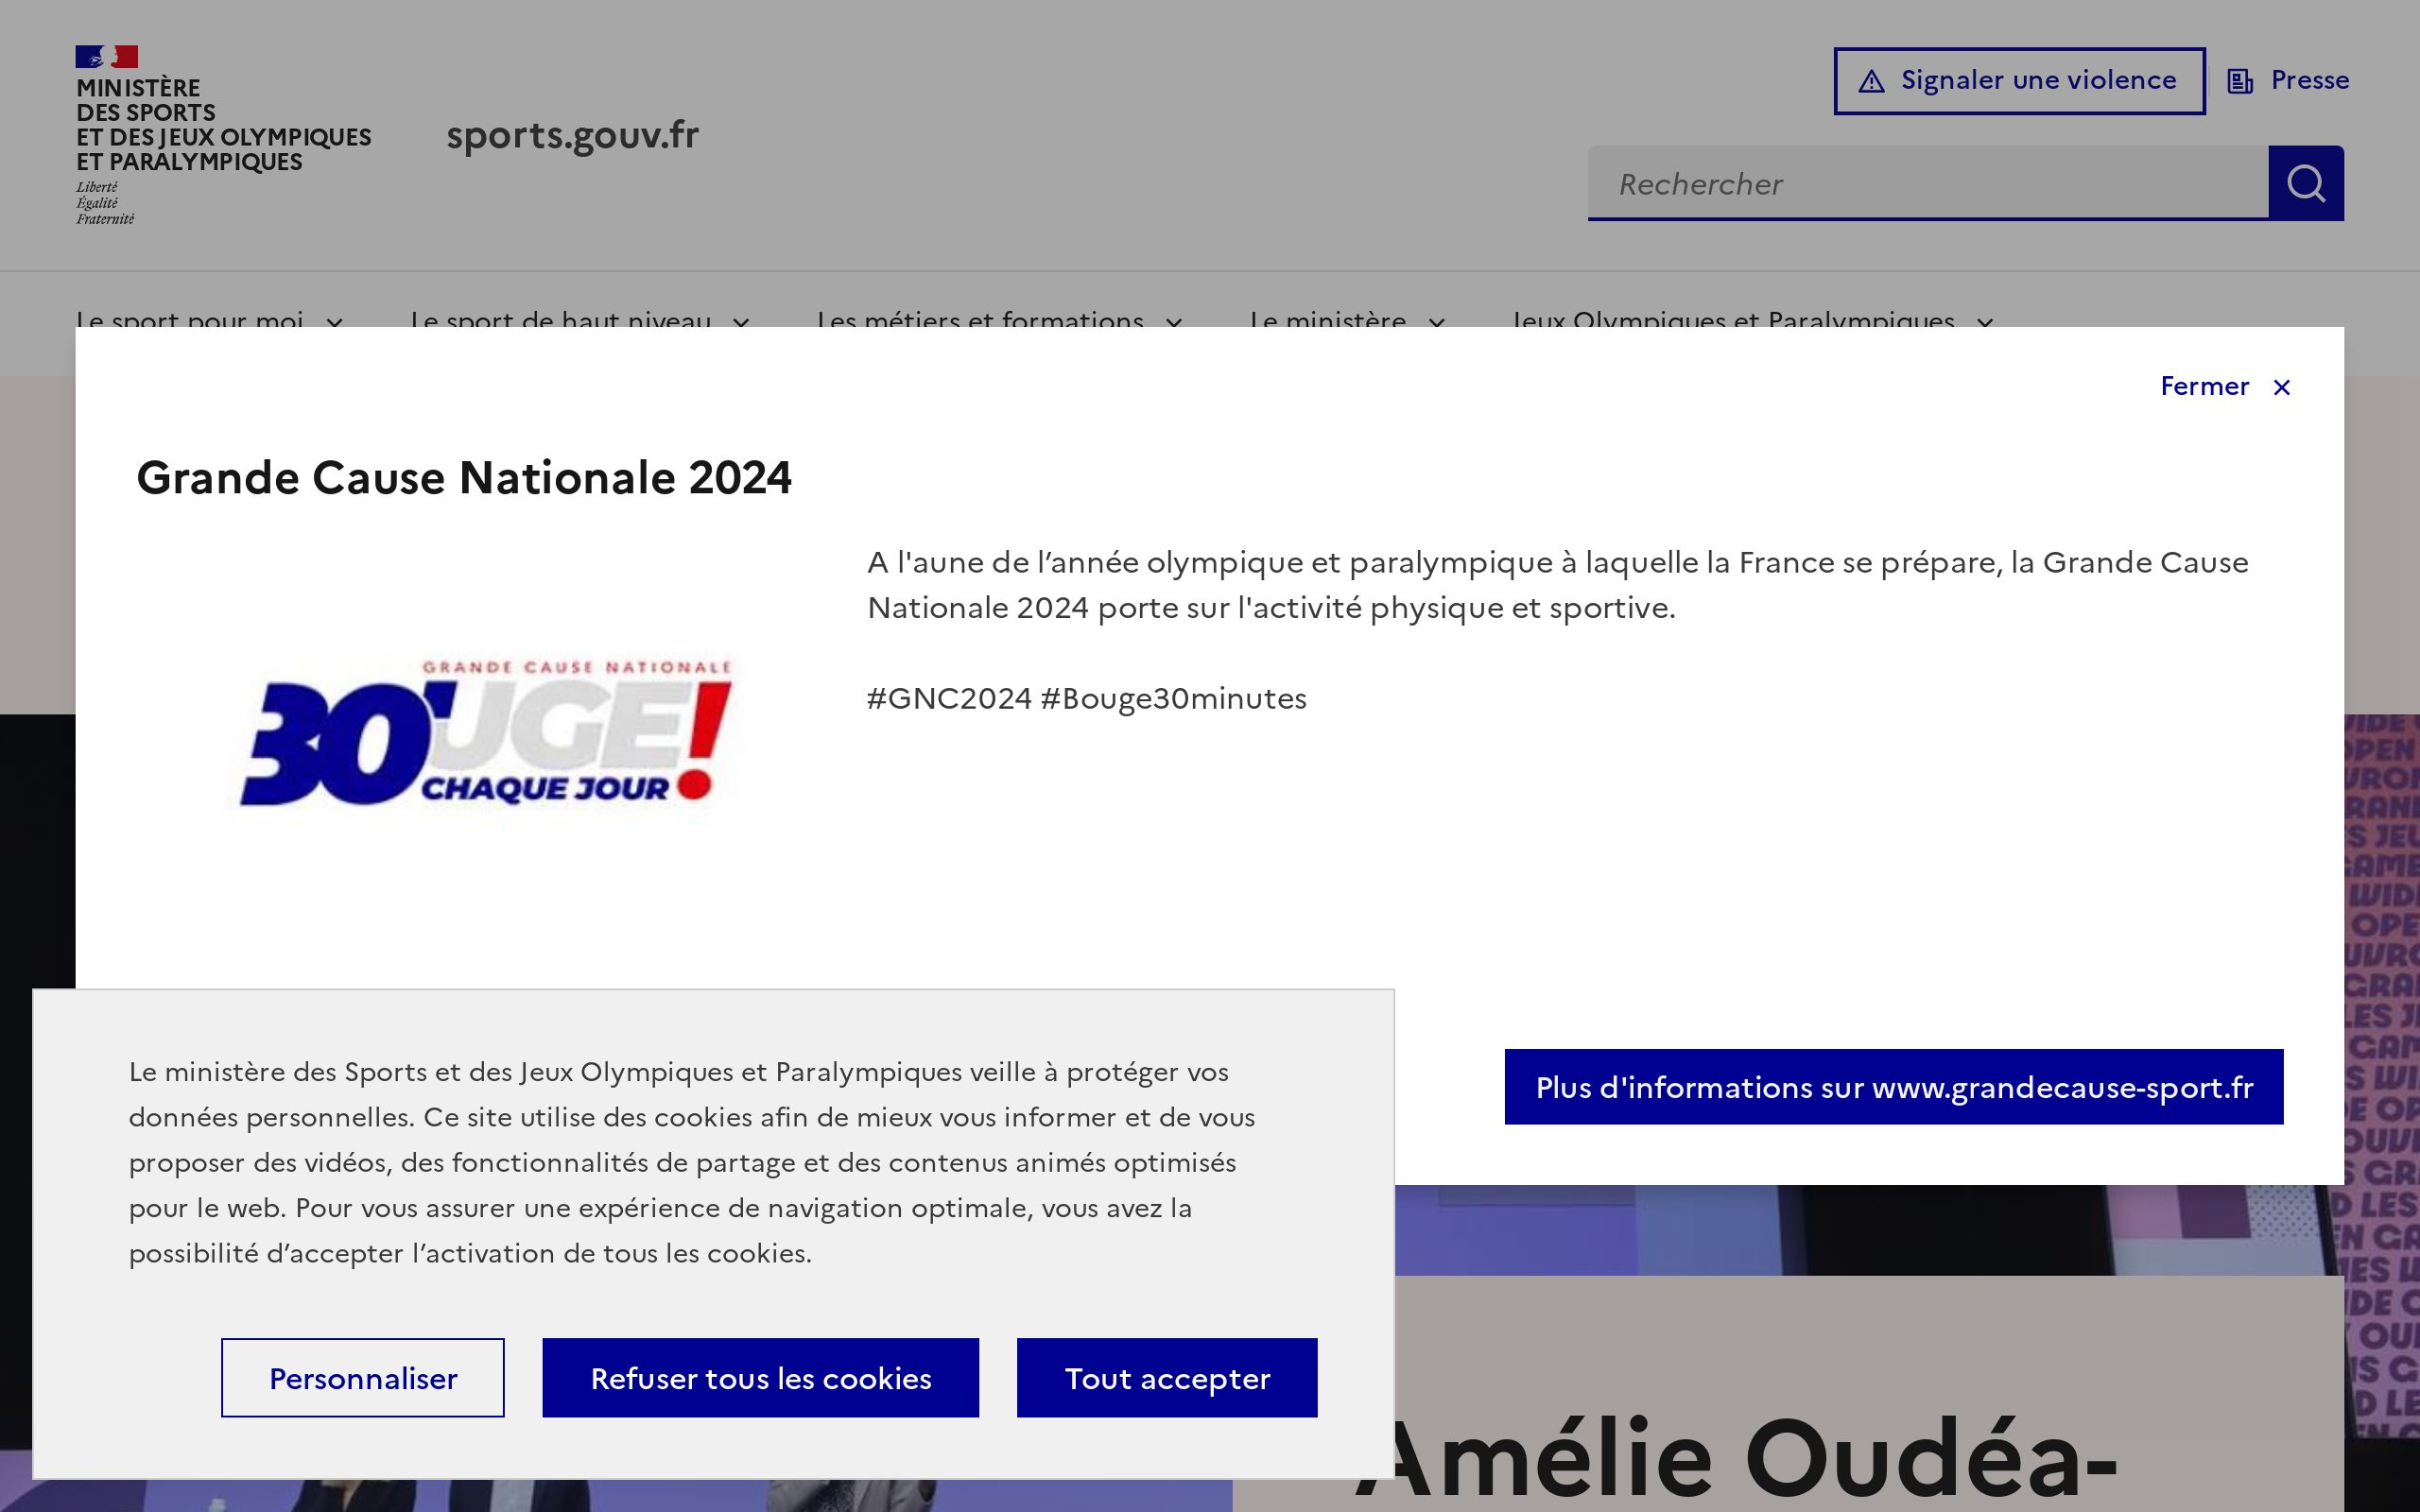 MINISTÈRE
DES SPORTS
ET DES JEUX OLYMPIQUES
ET PARALYMPIQUES
Liberté
Égalité
Fraternité
sports.gouv.fr
Signaler une violence
Presse
Rechercher
Le sport pour moi
Le sport de haut niveau
Les métiers et formations
Le ministère
Jeux Olympiques et Paralympiques
Fermer
Grande Cause Nationale 2024
GRANDE CAUSE NATIONALE
30'UGE!
CHAQUE JOUR
A l'aune de l’année olympique et paralympique à laquelle la France se prépare, la Grande Cause
Nationale 2024 porte sur l'activité physique et sportive.
#GNC2024 #Bouge30minutes
Plus d'informations sur www.grandecause-sport.fr
Le ministère des Sports et des Jeux Olympiques et Paralympiques veille à protéger vos
données personnelles. Ce site utilise des cookies afin de mieux vous informer et de vous
proposer des vidéos, des fonctionnalités de partage et des contenus animés optimisés
pour le web. Pour vous assurer une expérience de navigation optimale, vous avez la
possibilité d’accepter l’activation de tous les cookies.
Personnaliser
Refuser tous les cookies
Tout accepter
Amélie Oudéa-